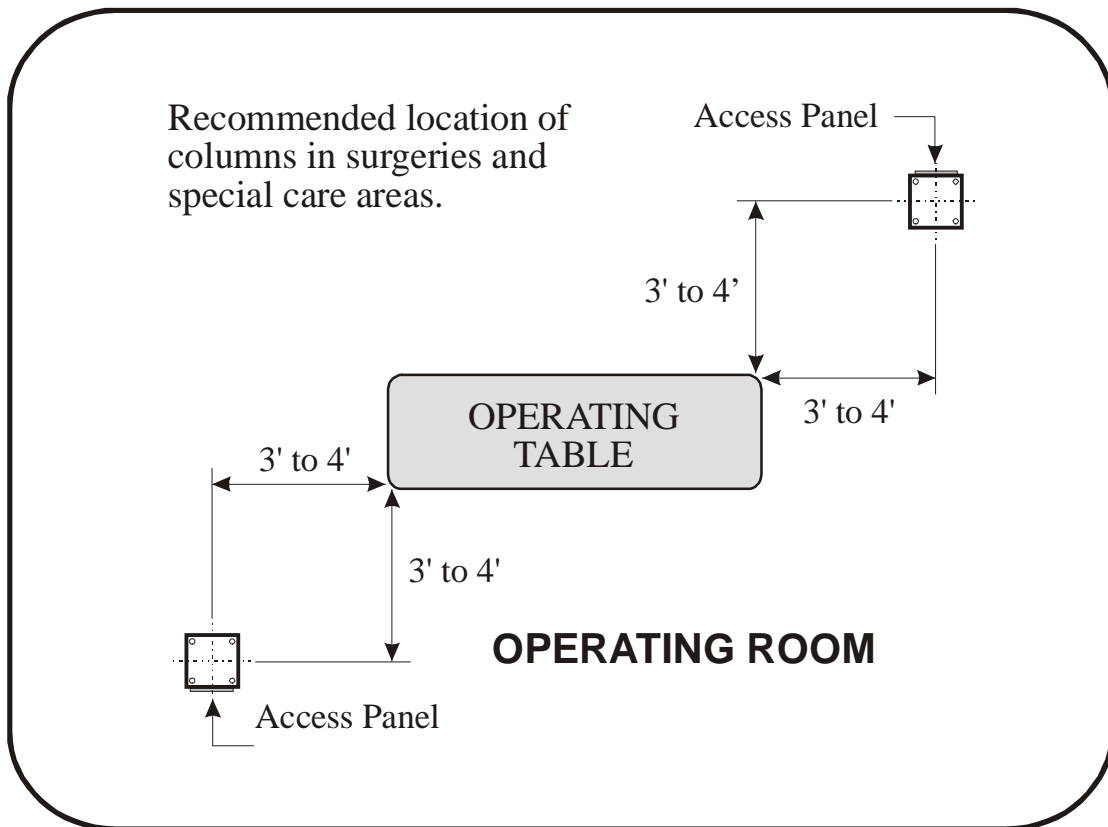 Recommended location of
columns in surgeries and
special care areas.
Access Panel
3' to 4’
3' to 4'
OPERATING
TABLE
3' to 4'
3' to 4'
OPERATING ROOM
Access Panel